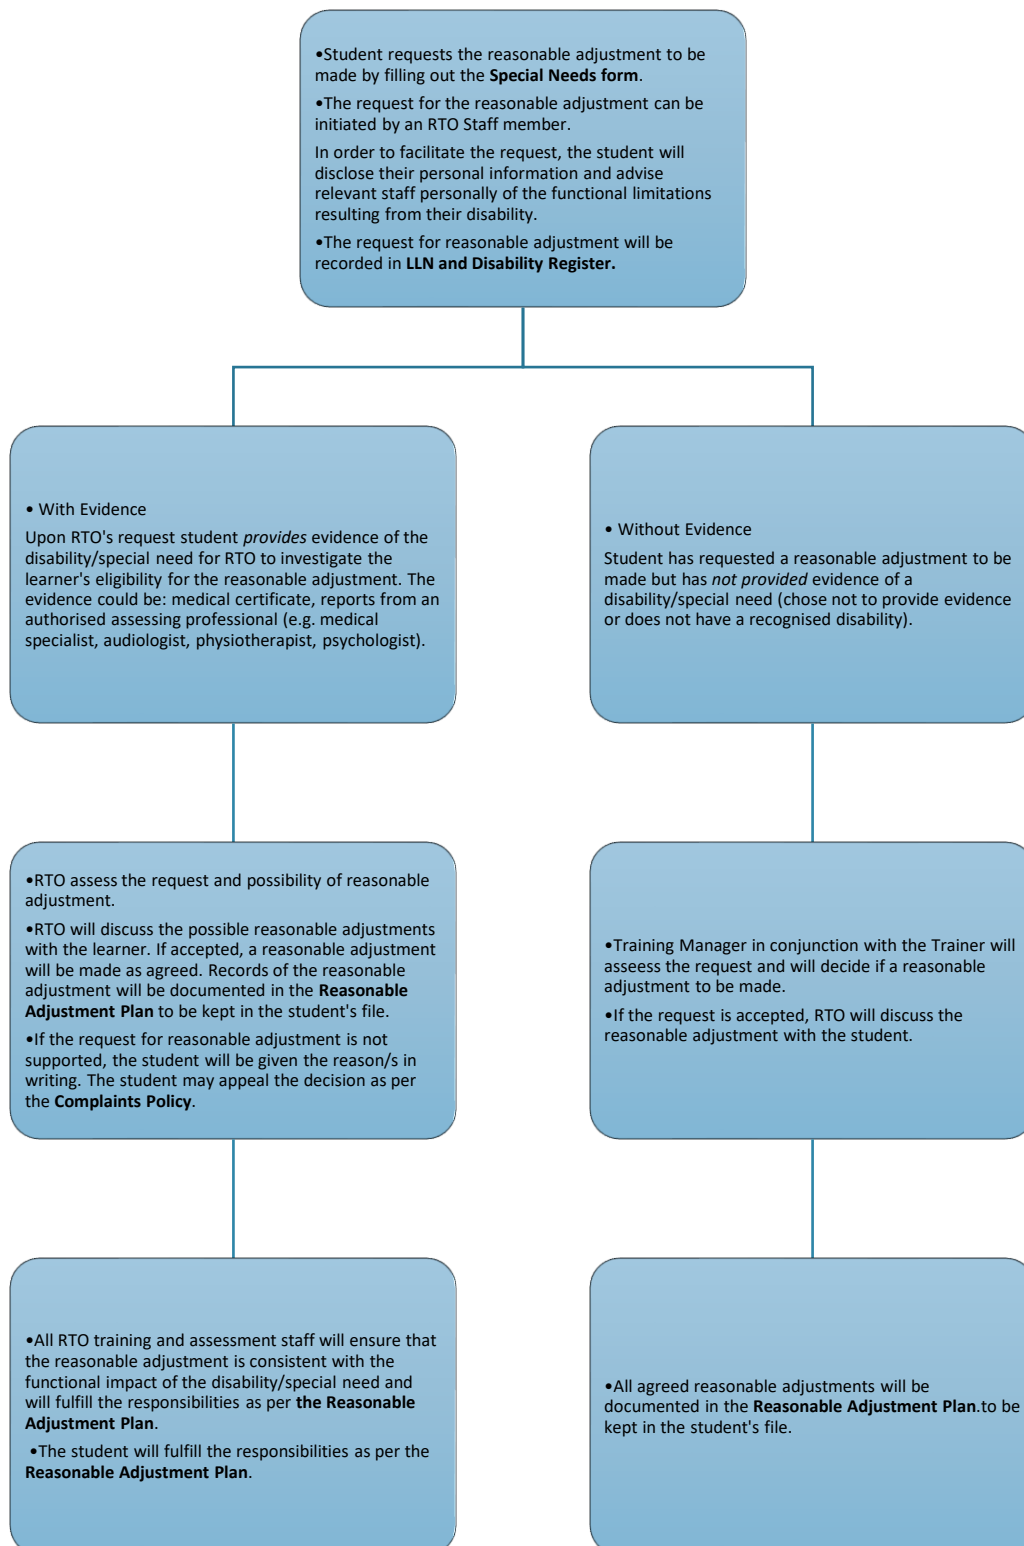 •Student requests the reasonable adjustment to be
made by filling out the Special Needs form.
•The request for the reasonable adjustment can be
initiated by an RTO Staff member.
In order to facilitate the request, the student will
disclose their personal information and advise
relevant staff personally of the functional limitations
resulting from their disability.
•The request for reasonable adjustment will be
recorded in LLN and Disability Register.
• With Evidence
Upon RTO's request student provides evidence of the
disability/special need for RTO to investigate the
learner's eligibility for the reasonable adjustment. The
evidence could be: medical certificate, reports from an
authorised assessing professional (e.g. medical
specialist, audiologist, physiotherapist, psychologist).
• Without Evidence
Student has requested a reasonable adjustment to be
made but has not provided evidence of a
disability/special need (chose not to provide evidence
or does not have a recognised disability).
•RTO assess the request and possibility of reasonable
adjustment.
•RTO will discuss the possible reasonable adjustments
with the learner. If accepted, a reasonable adjustment
will be made as agreed. Records of the reasonable
adjustment will be documented in the Reasonable
Adjustment Plan to be kept in the student's file.
•If the request for reasonable adjustment is not
supported, the student will be given the reason/s in
writing. The student may appeal the decision as per
the Complaints Policy.
•Training Manager in conjunction with the Trainer will
asseess the request and will decide if a reasonable
adjustment to be made.
•If the request is accepted, RTO will discuss the
reasonable adjustment with the student.
•All RTO training and assessment staff will ensure that
the reasonable adjustment is consistent with the
functional impact of the disability/special need and
will fulfill the responsibilities as per the Reasonable
Adjustment Plan.
•The student will fulfill the responsibilities as per the
Reasonable Adjustment Plan.
•All agreed reasonable adjustments will be
documented in the Reasonable Adjustment Plan.to be
kept in the student's file.